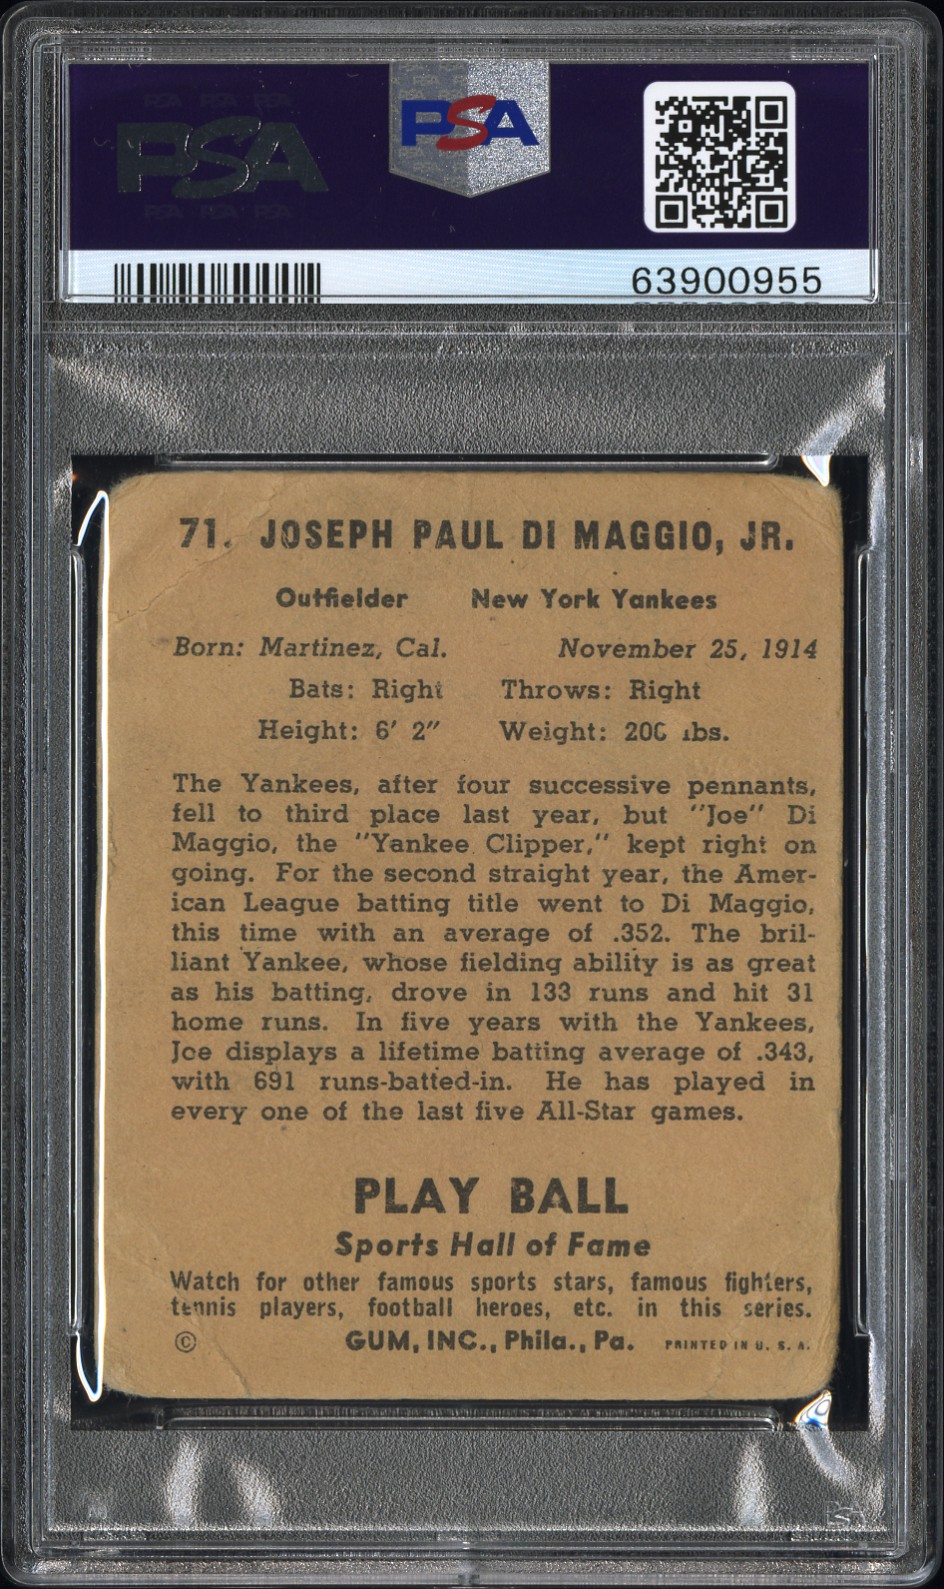 PSA
PSA
63900955
71. JOSEPH PAUL DI MAGGIO, JR.
Outfielder New York Yankees
Born: Martinez, Cal. November 25, 1914
Bats: Right Throws: Right
Height: 6' 2" Weight: 200 lbs.
The Yankees, after four successive pennants,
fell to third place last year, but "Joe" Di
Maggio, the "Yankee Clipper," kept right on
going. For the second straight year, the Amer-
ican League batting title went to Di Maggio,
this time with an average of .352. The bril-
liant Yankee, whose fielding ability is as great
as his batting, drove in 133 runs and hit 31
home runs. In five years with the Yankees,
Joe displays a lifetime batting average of .343,
with 691 runs-batted-in. He has played in
every one of the last five All-Star games.
PLAY BALL
Sports Hall of Fame
Watch for other famous sports stars, famous fighters,
tennis players, football heroes, etc. in this series.
© GUM, INC., Phila., Pa. PRINTED IN U. S. A.